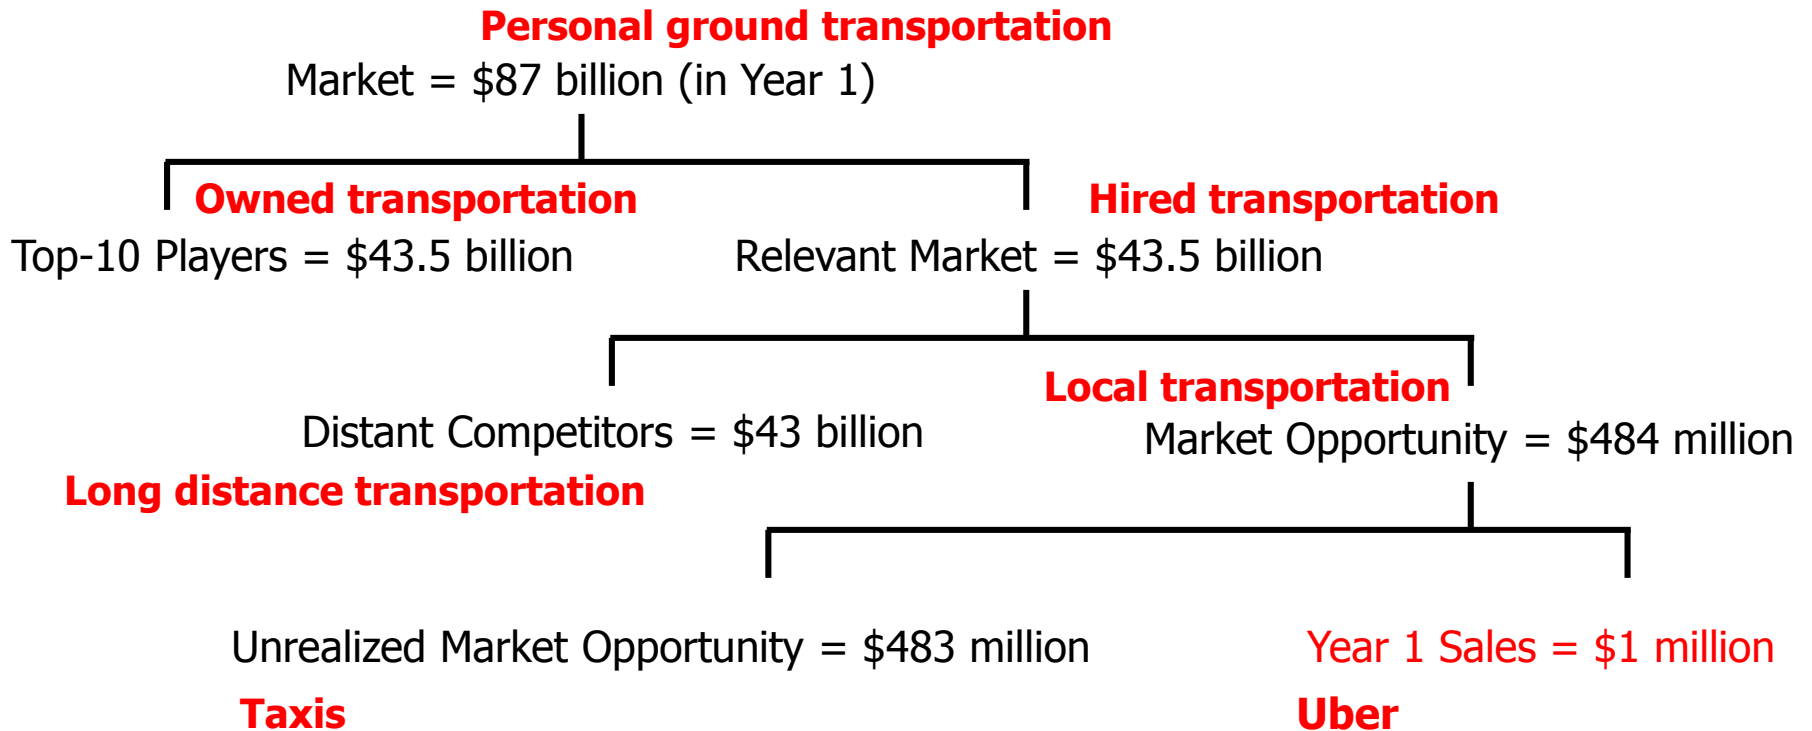 Personal ground transportation
Market = $87 billion (in Year 1)
Owned transportation
Hired transportation
Top-10 Players = $43.5 billion
Relevant Market = $43.5 billion
Local transportation
Distant Competitors = $43 billion
Market Opportunity = $484 million
Long distance transportation
Unrealized Market Opportunity = $483 million
Year 1 Sales = $1 million
Taxis
Uber